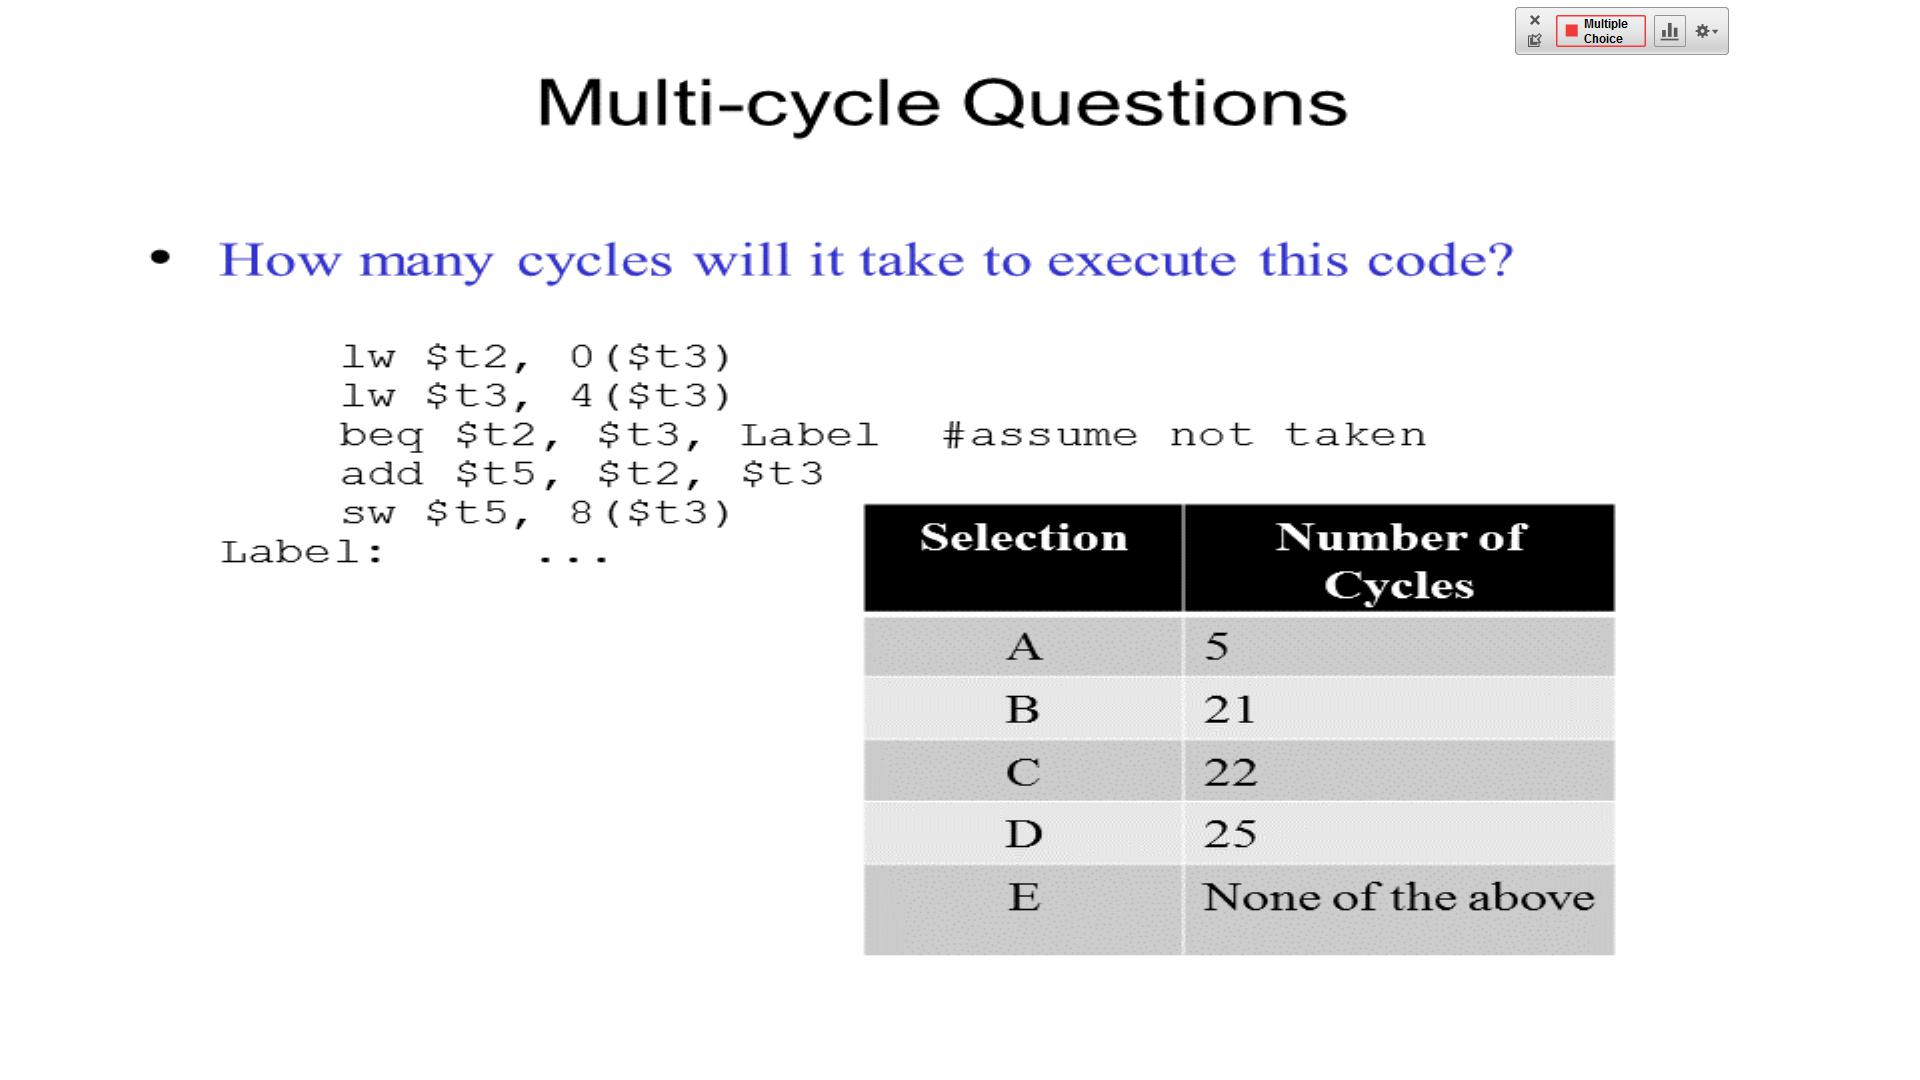 Multiple
Choice
Multi-cycle Questions
• How many cycles will it take to execute this code?
lw $t2, 0($t3)
lw $t3, 4($t3)
beq $t2, $t3, Label #assume not taken
add $t5, $t2, $t3
sw $t5, 8($t3)
Label: ...
Selection Number of
Cycles
A 5
B 21
C 22
D 25
E None of the above